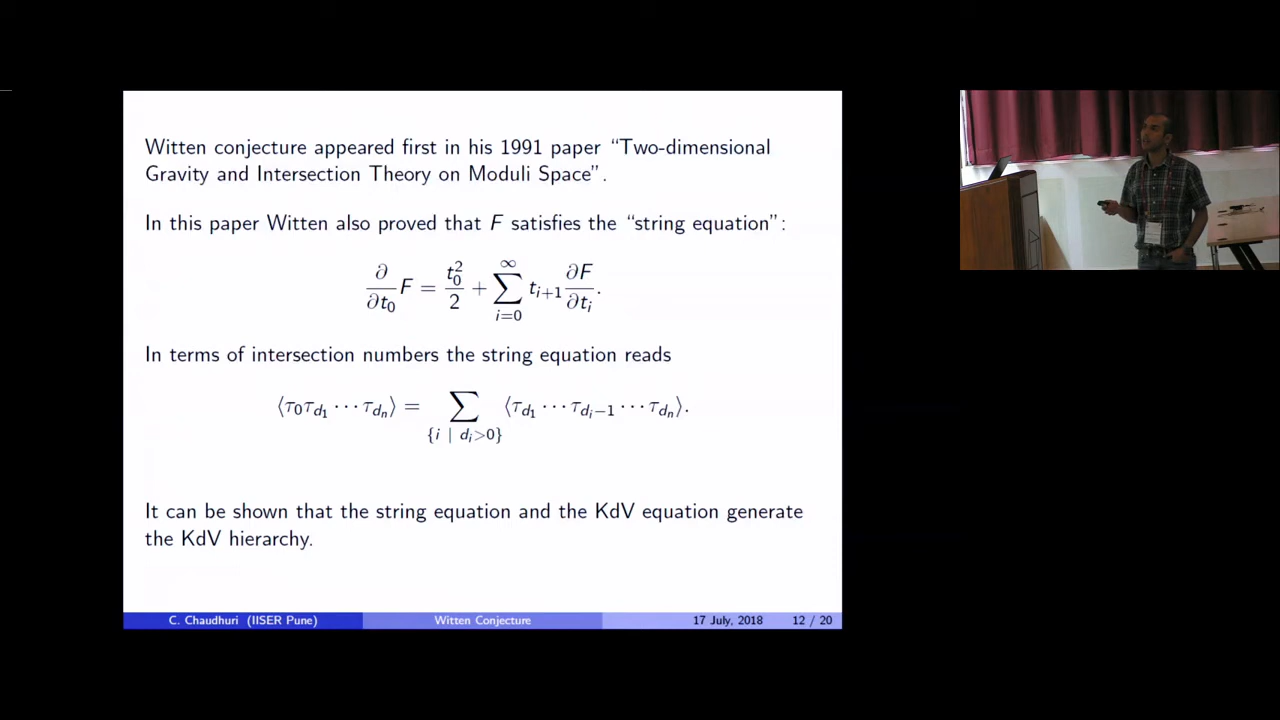 Witten conjecture appeared first in his 1991 paper “Two-dimensional
Gravity and Intersection Theory on Moduli Space”.
In this paper Witten also proved that F satisfies the “string equation”:
∂/∂t₀ F = t₀²/2 + ∑_{i=0}^{∞} t_{i+1} ∂F/∂t_i.
In terms of intersection numbers the string equation reads
⟨τ₀τ_{d₁} ⋯ τ_{dₙ}⟩ = ∑_{{i | d_i>0}} ⟨τ_{d₁} ⋯ τ_{d_i−1} ⋯ τ_{dₙ}⟩.
It can be shown that the string equation and the KdV equation generate
the KdV hierarchy.
C. Chaudhuri (IISER Pune) Witten Conjecture 17 July, 2018 12 / 20